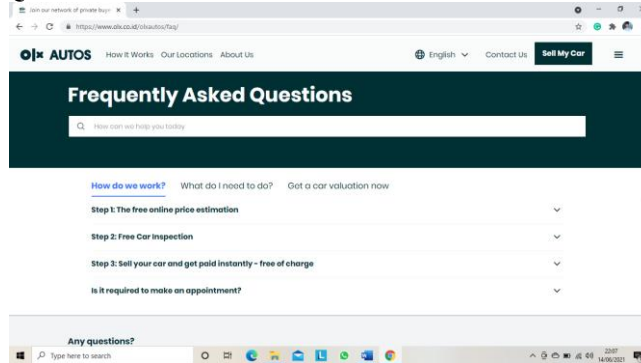 Join our network of private buye
https://www.olx.co.id/olxautos/faq/
olx AUTOS How It Works Our Locations About Us English Contact Us Sell My Car
Frequently Asked Questions
How can we help you today
How do we work? What do I need to do? Get a car valuation now
Step 1: The free online price estimation
Step 2: Free Car Inspection
Step 3: Sell your car and get paid instantly - free of charge
Is it required to make an appointment?
Any questions?
Type here to search
22:07
14/06/2021